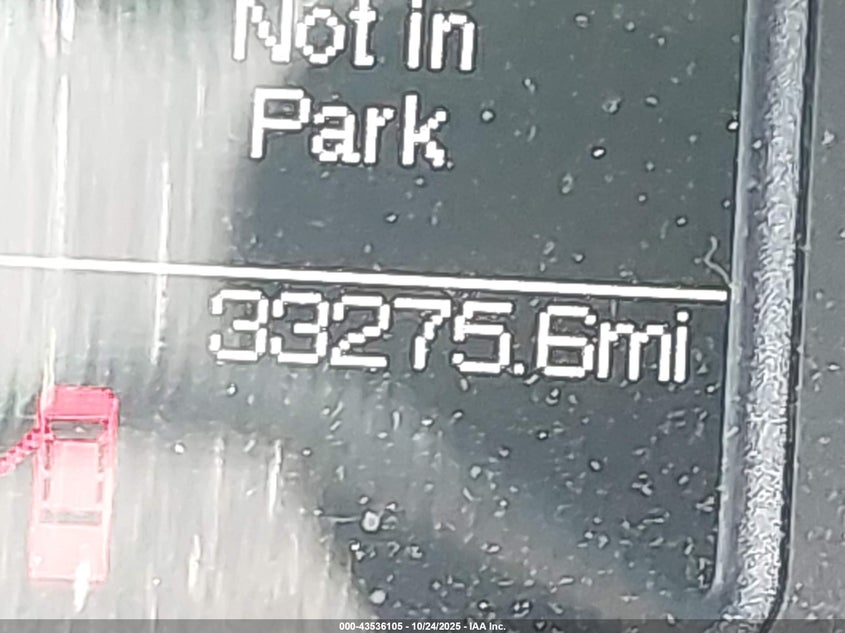 Not in
Park
33275.6mi
000-43536105 - 10/24/2025 - IAA Inc.